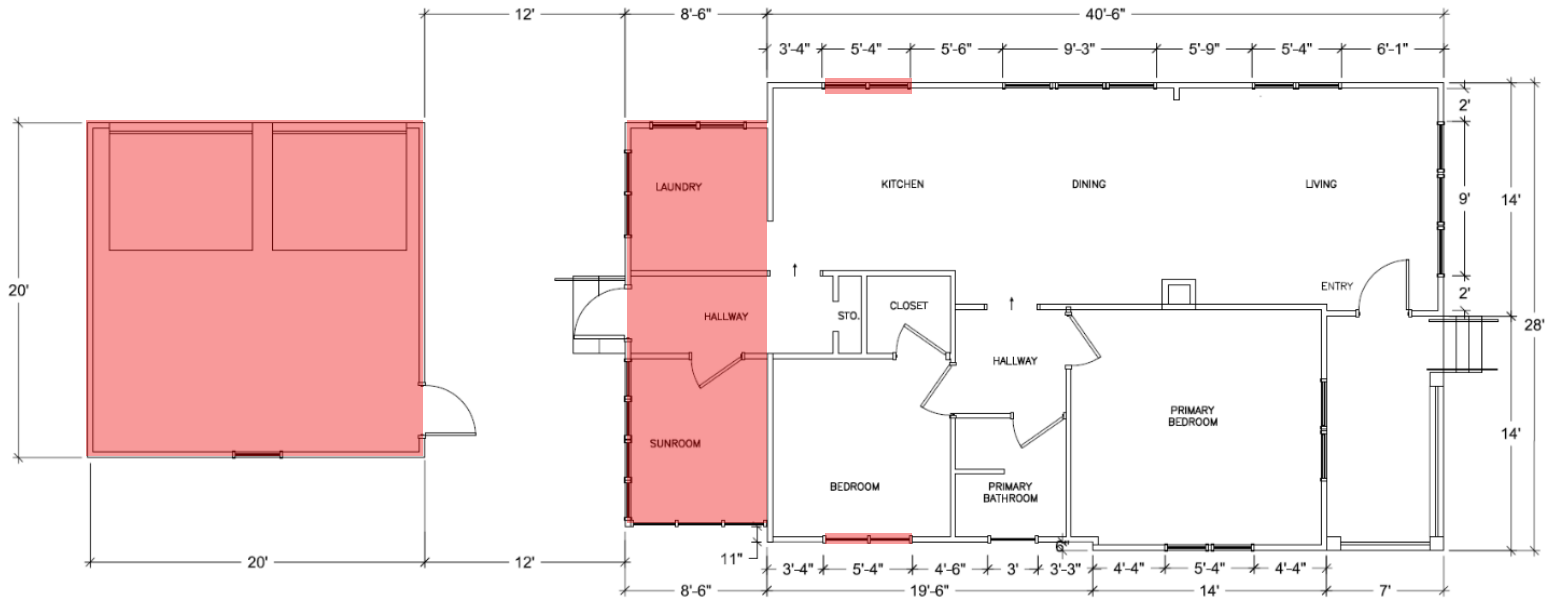 12'
8'-6"
40'-6"
3'-4"
5'-4"
5'-6"
9'-3"
5'-9"
5'-4"
6'-1"
2'
LAUNDRY
KITCHEN
DINING
LIVING
9'
14'
20'
ENTRY
2'
HALLWAY
STO.
CLOSET
28'
HALLWAY
PRIMARY
BEDROOM
SUNROOM
14'
BEDROOM
PRIMARY
BATHROOM
20'
12'
11"
6"
3'-4"
5'-4"
4'-6"
3'
3'-3"
4'-4"
5'-4"
4'-4"
8'-6"
19'-6"
14'
7'